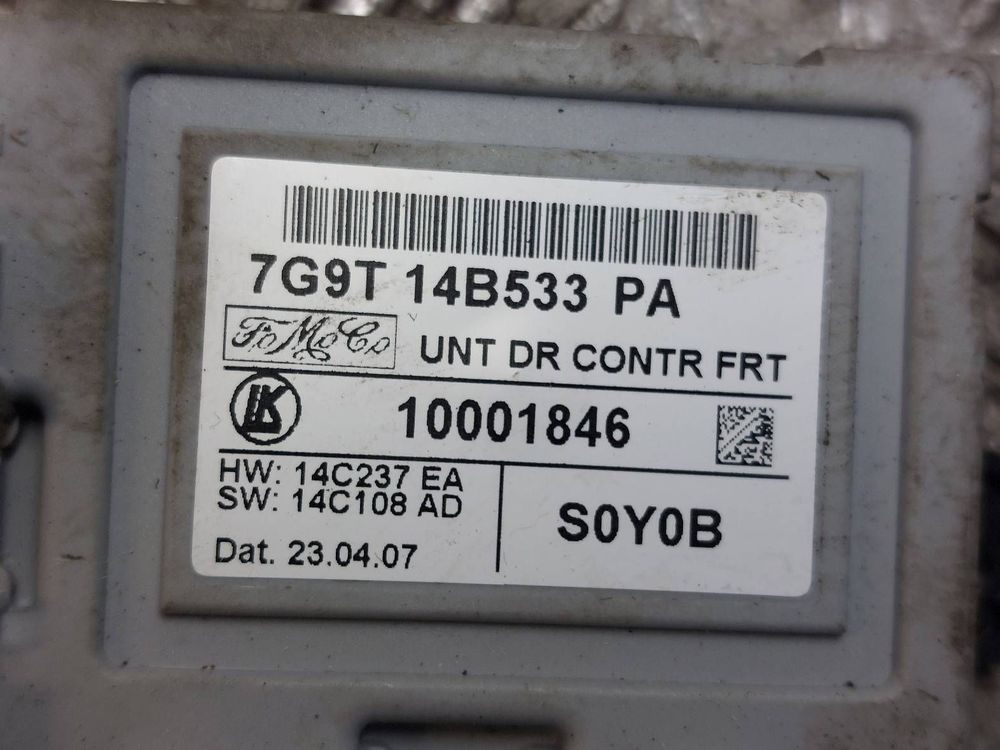 7G9T 14B533 PA
FoMoCo
UNT DR CONTR FRT
LK
10001846
HW: 14C237 EA
SW: 14C108 AD
S0Y0B
Dat. 23.04.07